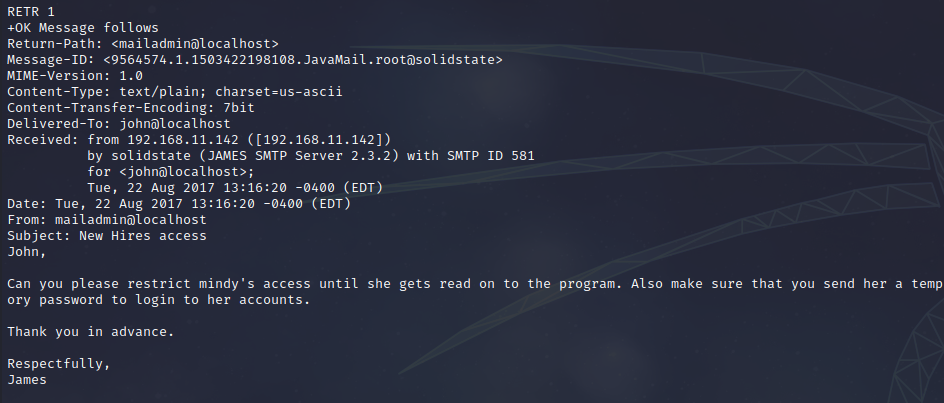 RETR 1
+OK Message follows
Return-Path: <mailadmin@localhost>
Message-ID: <9564574.1.1503422198108.JavaMail.root@solidstate>
MIME-Version: 1.0
Content-Type: text/plain; charset=us-ascii
Content-Transfer-Encoding: 7bit
Delivered-To: john@localhost
Received: from 192.168.11.142 ([192.168.11.142])
          by solidstate (JAMES SMTP Server 2.3.2) with SMTP ID 581
          for <john@localhost>;
          Tue, 22 Aug 2017 13:16:20 -0400 (EDT)
Date: Tue, 22 Aug 2017 13:16:20 -0400 (EDT)
From: mailadmin@localhost
Subject: New Hires access
John,

Can you please restrict mindy's access until she gets read on to the program. Also make sure that you send her a temp
ory password to login to her accounts.

Thank you in advance.

Respectfully,
James